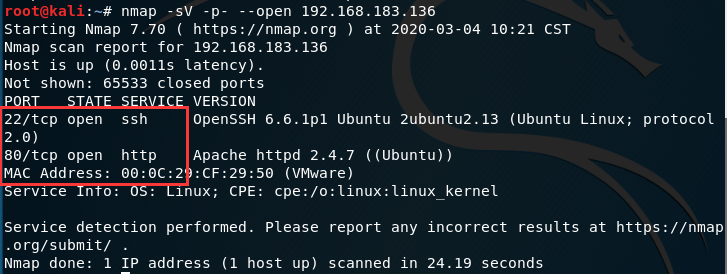 root@kali:~# nmap -sV -p- --open 192.168.183.136
Starting Nmap 7.70 ( https://nmap.org ) at 2020-03-04 10:21 CST
Nmap scan report for 192.168.183.136
Host is up (0.0011s latency).
Not shown: 65533 closed ports
PORT   STATE SERVICE VERSION
22/tcp open  ssh     OpenSSH 6.6.1p1 Ubuntu 2ubuntu2.13 (Ubuntu Linux; protocol
2.0)
80/tcp open  http    Apache httpd 2.4.7 ((Ubuntu))
MAC Address: 00:0C:29:CF:29:50 (VMware)
Service Info: OS: Linux; CPE: cpe:/o:linux:linux_kernel
Service detection performed. Please report any incorrect results at https://nmap
.org/submit/ .
Nmap done: 1 IP address (1 host up) scanned in 24.19 seconds